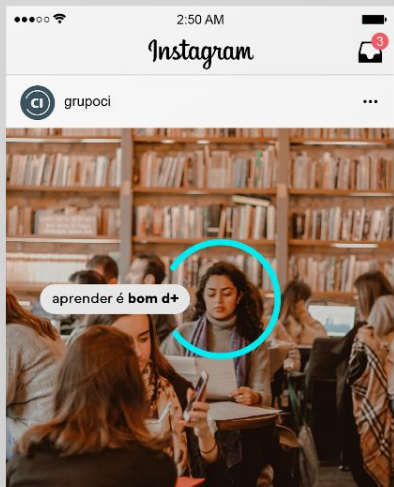 2:50 AM
Instagram
3
CI
grupoci
aprender é bom d+